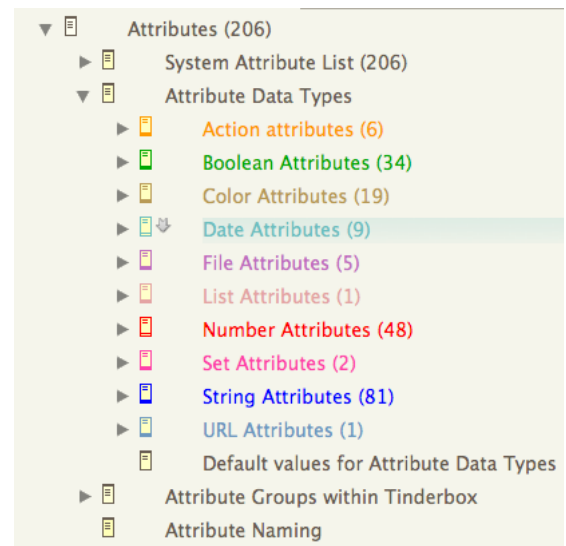 Attributes (206)
System Attribute List (206)
Attribute Data Types
Action attributes (6)
Boolean Attributes (34)
Color Attributes (19)
Date Attributes (9)
File Attributes (5)
List Attributes (1)
Number Attributes (48)
Set Attributes (2)
String Attributes (81)
URL Attributes (1)
Default values for Attribute Data Types
Attribute Groups within Tinderbox
Attribute Naming